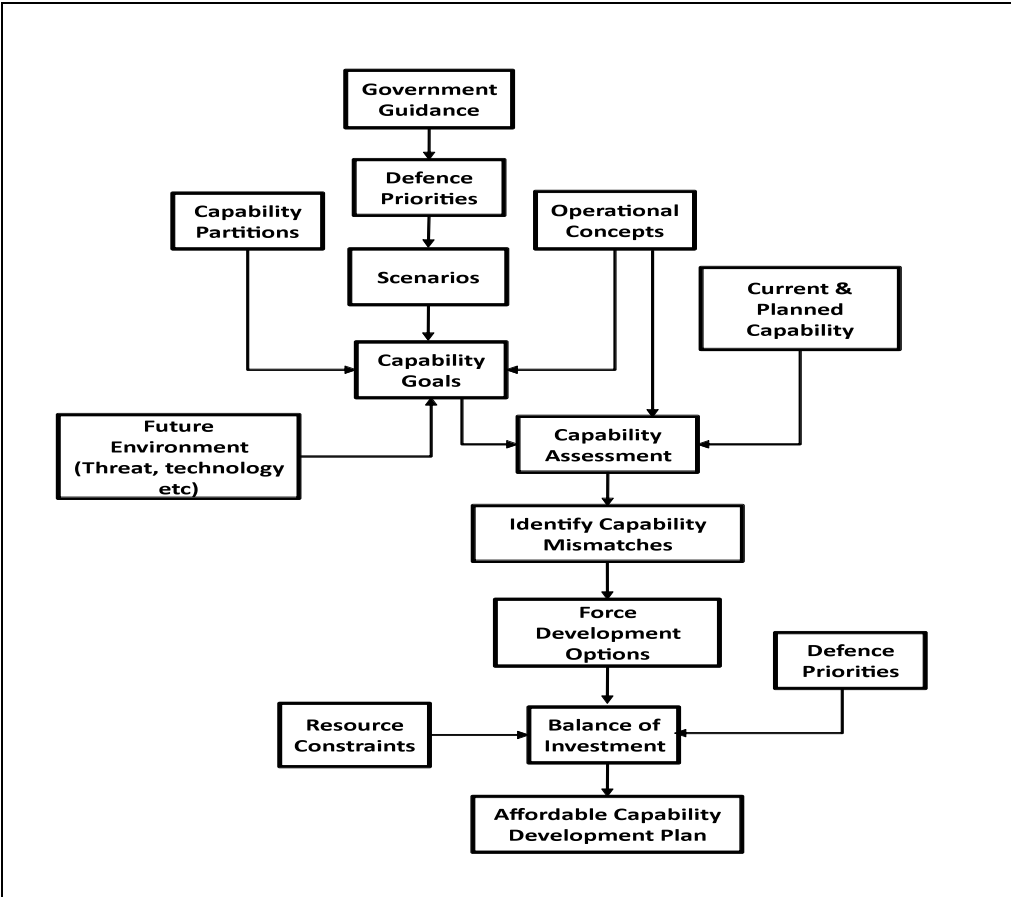 Government
Guidance
Defence
Priorities
Capability
Partitions
Operational
Concepts
Scenarios
Current &
Planned
Capability
Capability
Goals
Future
Environment
(Threat, technology
etc)
Capability
Assessment
Identify Capability
Mismatches
Force
Development
Options
Defence
Priorities
Resource
Constraints
Balance of
Investment
Affordable Capability
Development Plan